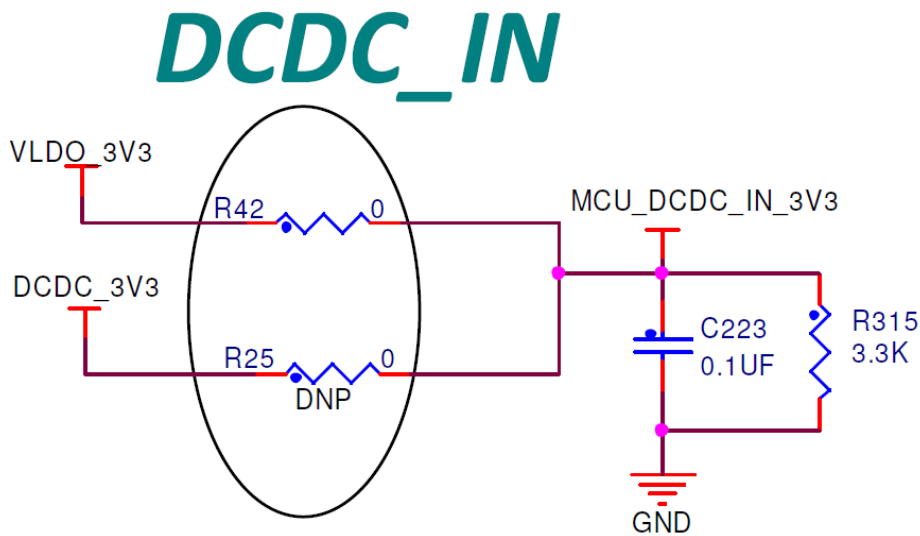 DCDC_IN
VLDO_3V3
R42 0
MCU_DCDC_IN_3V3
DCDC_3V3
R25 0
DNP
C223
0.1UF
R315
3.3K
GND